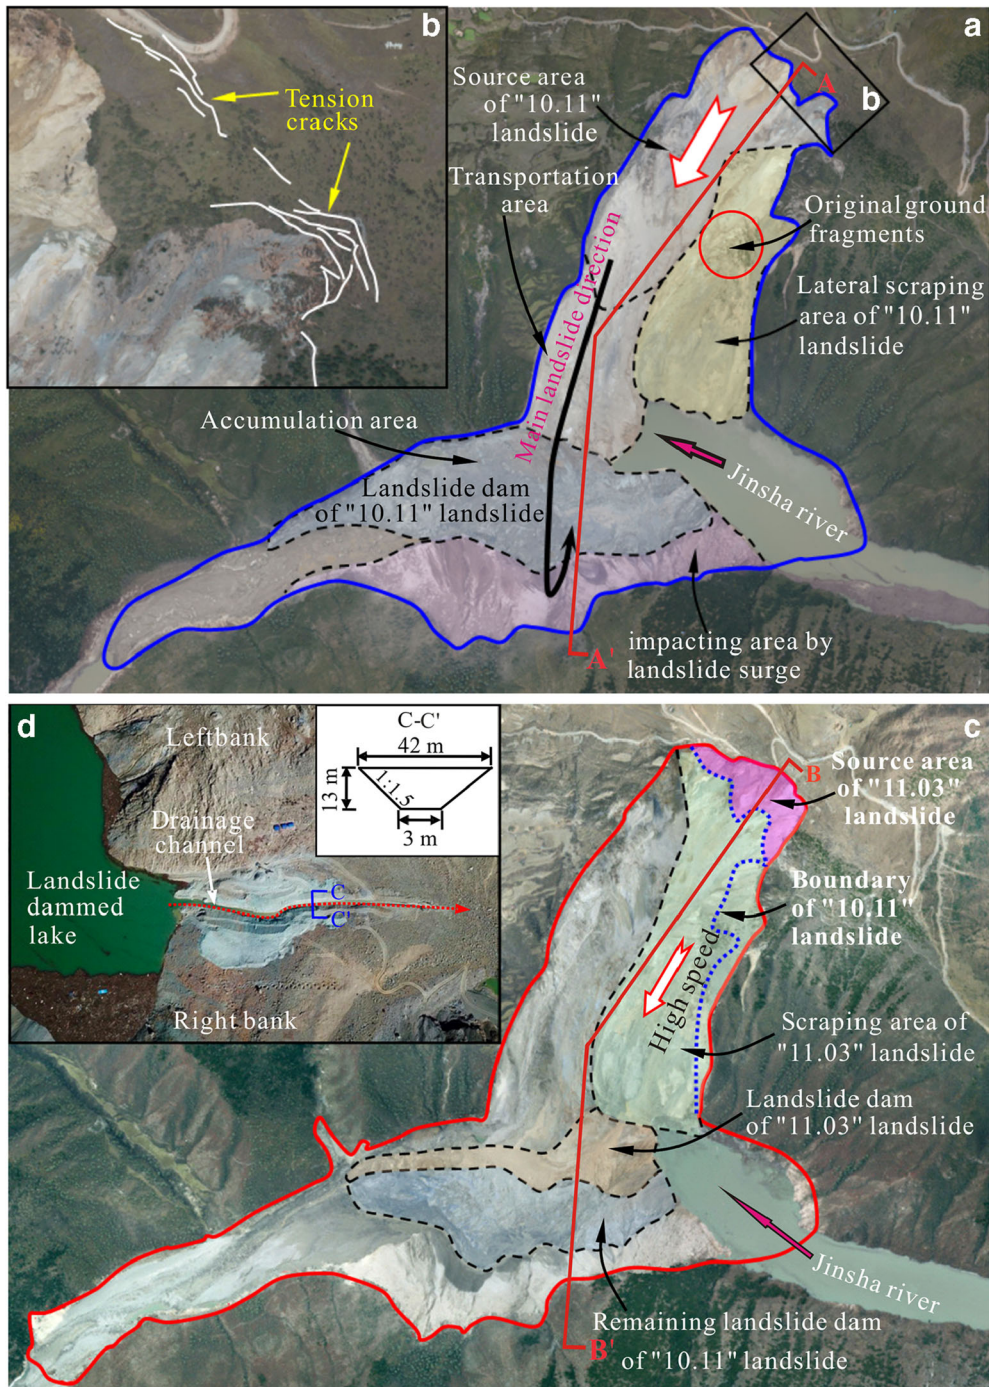 b
Tension
cracks
a
Source area
of "10.11"
landslide
A
b
Transportation
area
Original ground
fragments
Main landslide direction
Lateral scraping
area of "10.11"
landslide
Accumulation area
Landslide dam
of "10.11" landslide
Jinsha river
impacting area by
landslide surge
A'
d
Leftbank
C-C'
42 m
13 m
1:1.5
3 m
Drainage
channel
Landslide
dammed
lake
C
C'
Right bank
c
B
Source area
of "11.03"
landslide
Boundary
of "10.11"
landslide
High speed
Scraping area of
"11.03" landslide
Landslide dam
of "11.03" landslide
Jinsha river
Remaining landslide dam
of "10.11" landslide
B'